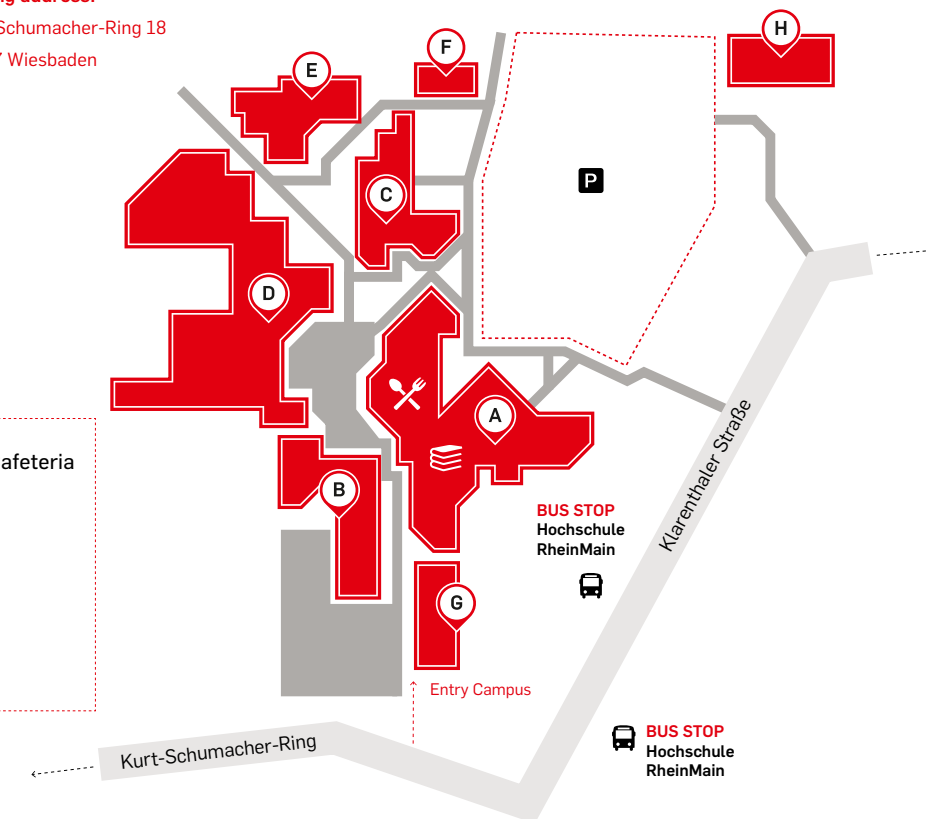 Schumacher-Ring 18
Wiesbaden
E
F
H
C
P
D
A
afeteria
B
BUS STOP
Hochschule
RheinMain
Klarenthaler Straße
G
Entry Campus
BUS STOP
Hochschule
RheinMain
Kurt-Schumacher-Ring